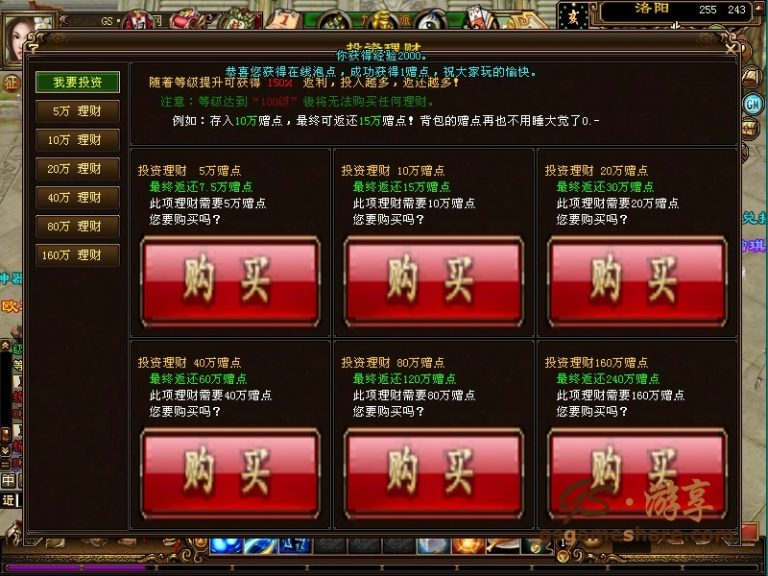 GS
洛阳
255 243
投资理财
你获得经验2000。
恭喜您获得在线泡点，成功获得1赠点，祝大家玩的愉快。
随着等级提升可获得 150% 返利，投入越多，返还越多！
注意：等级达到“100级”後将无法购买任何理财。
例如：存入10万赠点，最终可返还15万赠点！背包的赠点再也不用睡大觉了0.-
我要投资
5万 理财
10万 理财
20万 理财
40万 理财
80万 理财
160万 理财
投资理财 5万赠点
最终返还7.5万赠点
此项理财需要5万赠点
您要购买吗？
购买
投资理财 10万赠点
最终返还15万赠点
此项理财需要10万赠点
您要购买吗？
购买
投资理财 20万赠点
最终返还30万赠点
此项理财需要20万赠点
您要购买吗？
购买
投资理财 40万赠点
最终返还60万赠点
此项理财需要40万赠点
您要购买吗？
购买
投资理财 80万赠点
最终返还120万赠点
此项理财需要80万赠点
您要购买吗？
购买
投资理财160万赠点
最终返还240万赠点
此项理财需要160万赠点
您要购买吗？
购买
GM
神器
近
GS·游享